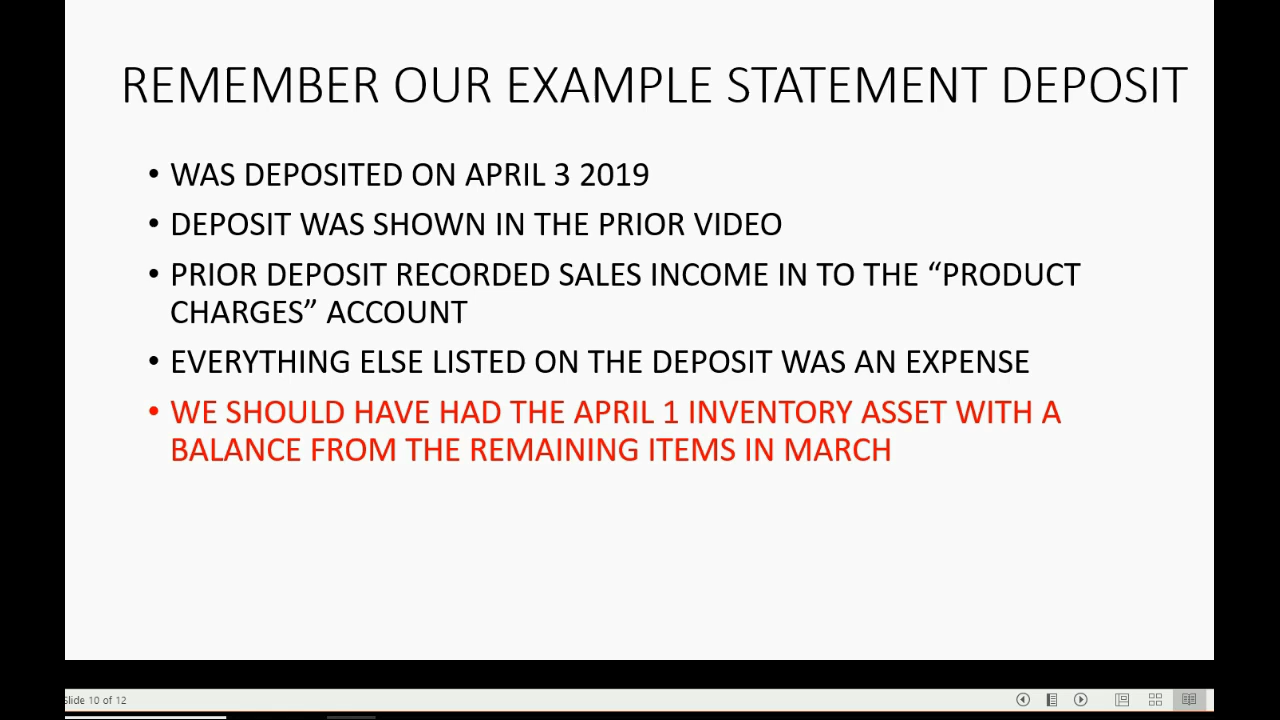 REMEMBER OUR EXAMPLE STATEMENT DEPOSIT
• WAS DEPOSITED ON APRIL 3 2019
• DEPOSIT WAS SHOWN IN THE PRIOR VIDEO
• PRIOR DEPOSIT RECORDED SALES INCOME IN TO THE “PRODUCT
CHARGES” ACCOUNT
• EVERYTHING ELSE LISTED ON THE DEPOSIT WAS AN EXPENSE
• WE SHOULD HAVE HAD THE APRIL 1 INVENTORY ASSET WITH A
BALANCE FROM THE REMAINING ITEMS IN MARCH
Slide 10 of 12